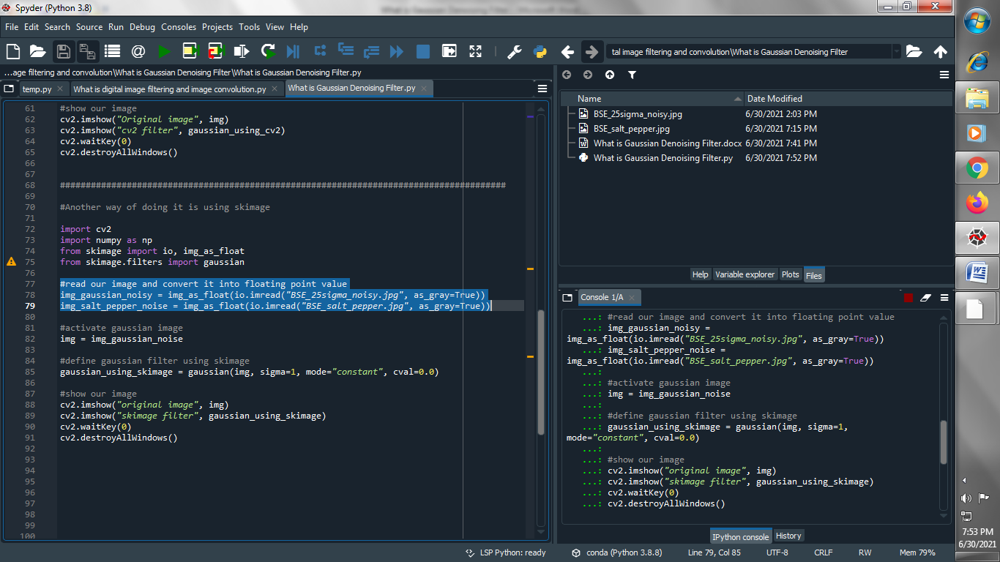 Spyder (Python 3.8)
File Edit Search Source Run Debug Consoles Projects Tools View Help
tal image filtering and convolution\What is Gaussian Denoising Filter
...age filtering and convolution\What is Gaussian Denoising Filter\What is Gaussian Denoising Filter.py
temp.py What is digital image filtering and image convolution.py What is Gaussian Denoising Filter.py
61 #show our image
62 cv2.imshow("Original image", img)
63 cv2.imshow("cv2 filter", gaussian_using_cv2)
64 cv2.waitKey(0)
65 cv2.destroyAllWindows()
66
67
68 #######################################################################################
69
70 #Another way of doing it is using skimage
71
72 import cv2
73 import numpy as np
74 from skimage import io, img_as_float
75 from skimage.filters import gaussian
76
77 #read our image and convert it into floating point value
78 img_gaussian_noisy = img_as_float(io.imread("BSE_25sigma_noisy.jpg", as_gray=True))
79 img_salt_pepper_noise = img_as_float(io.imread("BSE_salt_pepper.jpg", as_gray=True))
80
81 #activate gaussian image
82 img = img_gaussian_noise
83
84 #define gaussian filter using skimage
85 gaussian_using_skimage = gaussian(img, sigma=1, mode="constant", cval=0.0)
86
87 #show our image
88 cv2.imshow("original image", img)
89 cv2.imshow("skimage filter", gaussian_using_skimage)
90 cv2.waitKey(0)
91 cv2.destroyAllWindows()
92
93
94
95
96
97
98
99
100
Name Date Modified
BSE_25sigma_noisy.jpg 6/30/2021 2:03 PM
BSE_salt_pepper.jpg 6/30/2021 7:15 PM
What is Gaussian Denoising Filter.docx 6/30/2021 7:41 PM
What is Gaussian Denoising Filter.py 6/30/2021 7:52 PM
Help Variable explorer Plots Files
Console 1/A
...: #read our image and convert it into floating point value
...: img_gaussian_noisy =
img_as_float(io.imread("BSE_25sigma_noisy.jpg", as_gray=True))
...: img_salt_pepper_noise =
img_as_float(io.imread("BSE_salt_pepper.jpg", as_gray=True))
...:
...: #activate gaussian image
...: img = img_gaussian_noise
...:
...: #define gaussian filter using skimage
...: gaussian_using_skimage = gaussian(img, sigma=1,
mode="constant", cval=0.0)
...:
...: #show our image
...: cv2.imshow("original image", img)
...: cv2.imshow("skimage filter", gaussian_using_skimage)
...: cv2.waitKey(0)
...: cv2.destroyAllWindows()
IPython console History
LSP Python: ready conda (Python 3.8.8) Line 79, Col 85 UTF-8 CRLF RW Mem 79%
7:53 PM
6/30/2021